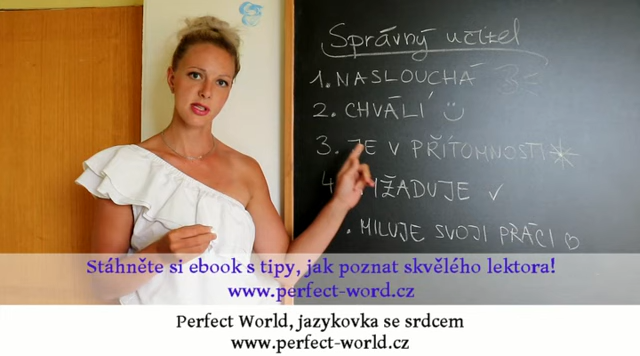 Správný učitel
1. NASLOUCHÁ
2. CHVÁLÍ
3. JE V PŘÍTOMNOSTI
4 ŽADUJE ✓
. MILUJE SVOJI PRÁCI ♡
Stáhněte si ebook s tipy, jak poznat skvělého lektora!
www.perfect-word.cz
Perfect World, jazykovka se srdcem
www.perfect-world.cz